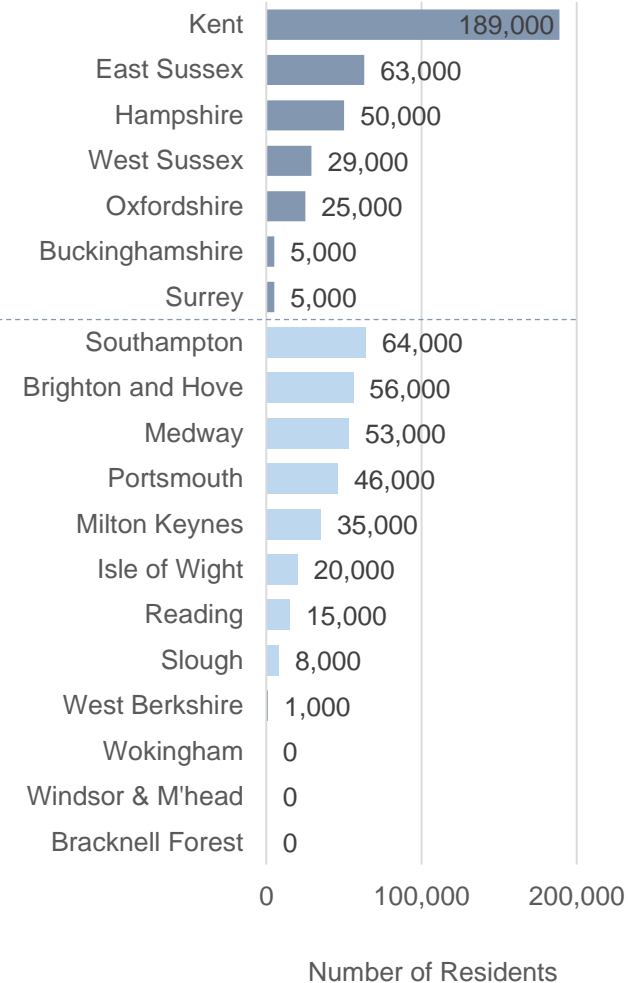 Kent 189,000
East Sussex 63,000
Hampshire 50,000
West Sussex 29,000
Oxfordshire 25,000
Buckinghamshire 5,000
Surrey 5,000
Southampton 64,000
Brighton and Hove 56,000
Medway 53,000
Portsmouth 46,000
Milton Keynes 35,000
Isle of Wight 20,000
Reading 15,000
Slough 8,000
West Berkshire 1,000
Wokingham 0
Windsor & M'head 0
Bracknell Forest 0
0 100,000 200,000
Number of Residents